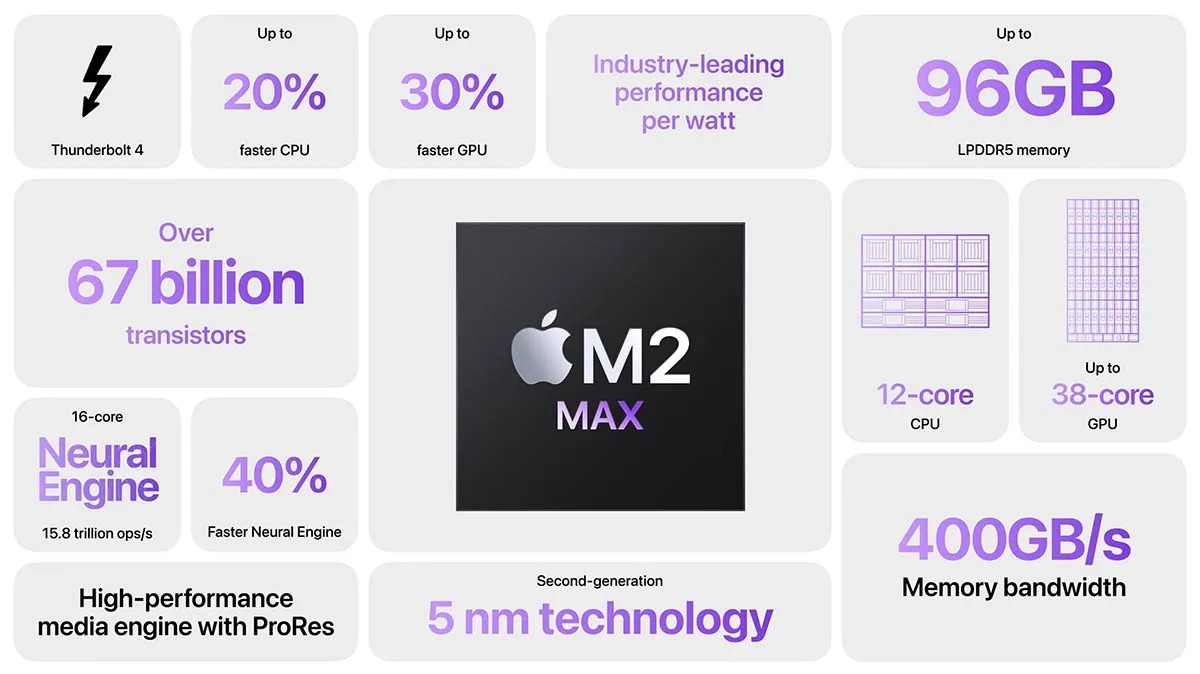 Thunderbolt 4
Up to
20%
faster CPU
Up to
30%
faster GPU
Industry-leading
performance
per watt
Up to
96GB
LPDDR5 memory
Over
67 billion
transistors
M2
MAX
12-core
CPU
Up to
38-core
GPU
16-core
Neural
Engine
15.8 trillion ops/s
40%
Faster Neural Engine
400GB/s
Memory bandwidth
High-performance
media engine with ProRes
Second-generation
5 nm technology